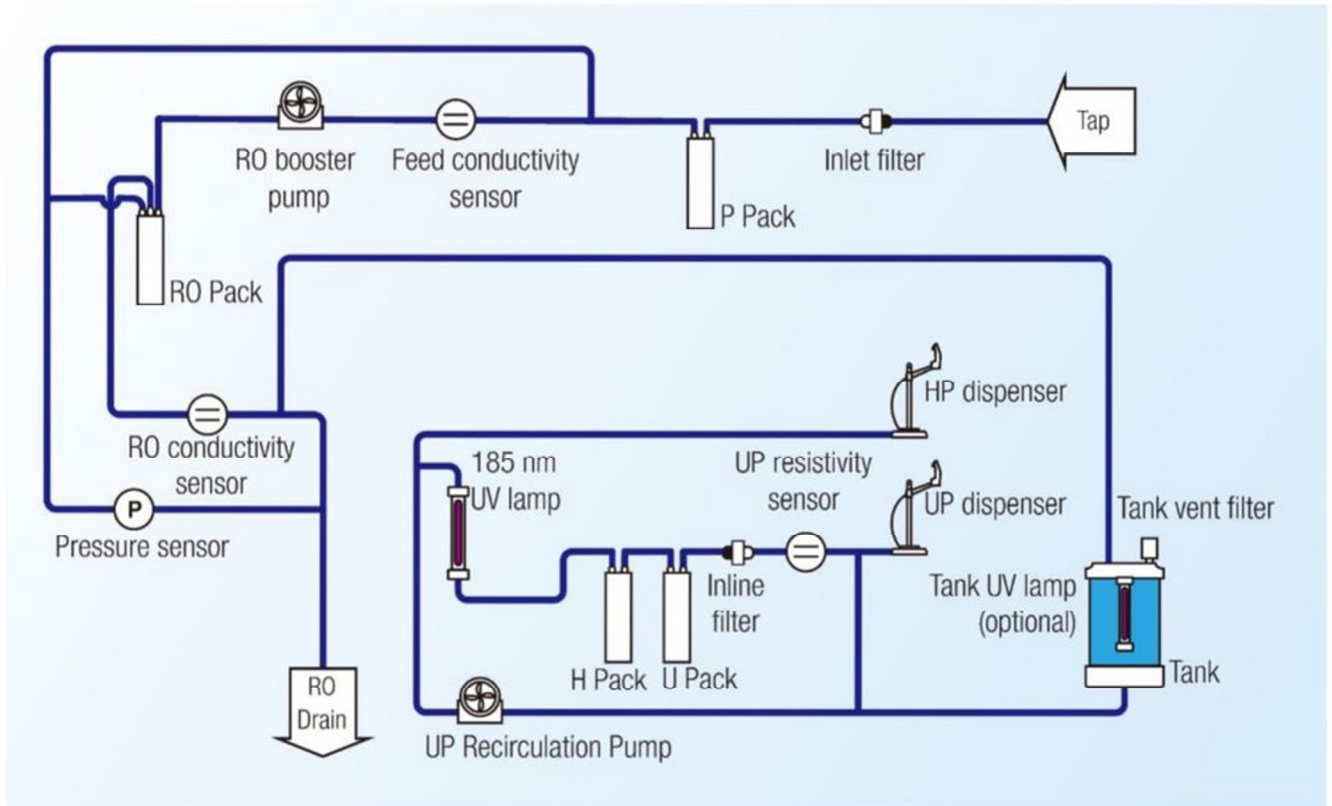 Tap
RO booster
pump
Feed conductivity
sensor
Inlet filter
P Pack
RO Pack
HP dispenser
RO conductivity
sensor
185 nm
UV lamp
UP resistivity
sensor
UP dispenser
Tank vent filter
P
Pressure sensor
Inline
filter
Tank UV lamp
(optional)
H Pack
U Pack
Tank
RO
Drain
UP Recirculation Pump